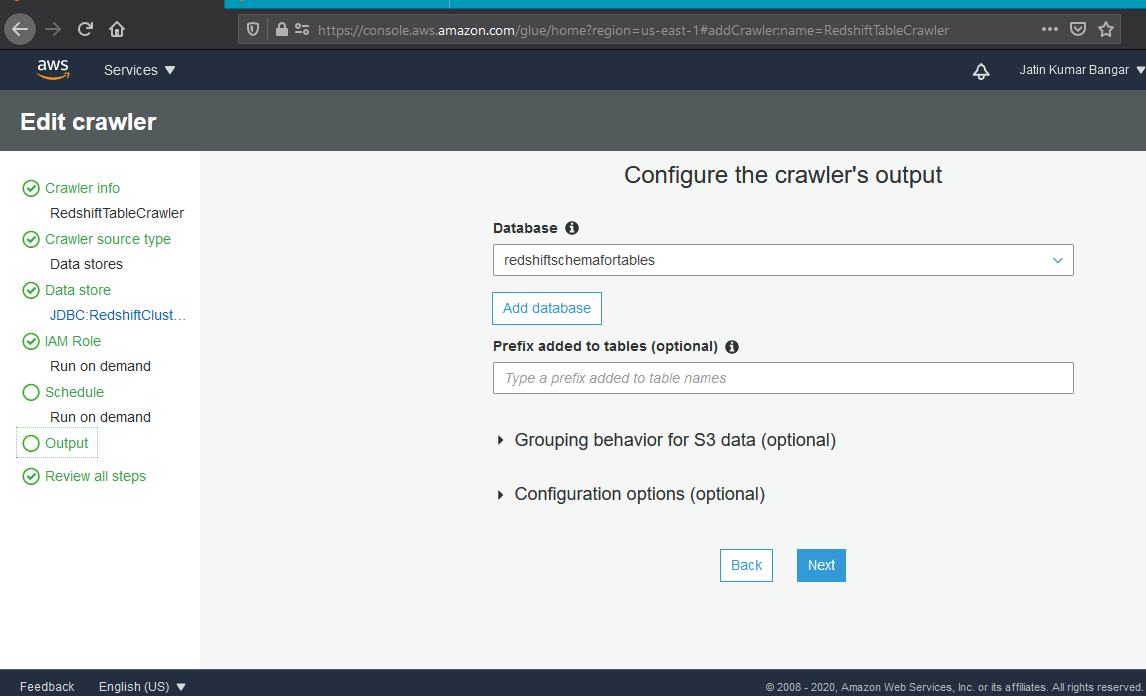 https://console.aws.amazon.com/glue/home?region=us-east-1#addCrawler:name=RedshiftTableCrawler
aws
Services
Jatin Kumar Bangar
Edit crawler
Crawler info
RedshiftTableCrawler
Crawler source type
Data stores
Data store
JDBC:RedshiftClust...
IAM Role
Run on demand
Schedule
Run on demand
Output
Review all steps
Configure the crawler's output
Database
redshiftschemafortables
Add database
Prefix added to tables (optional)
Type a prefix added to table names
Grouping behavior for S3 data (optional)
Configuration options (optional)
Back
Next
Feedback
English (US)
© 2008 - 2020, Amazon Web Services, Inc. or its affiliates. All rights reserved.